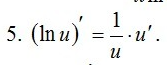 5. (ln u)′ = 1/u · u′.